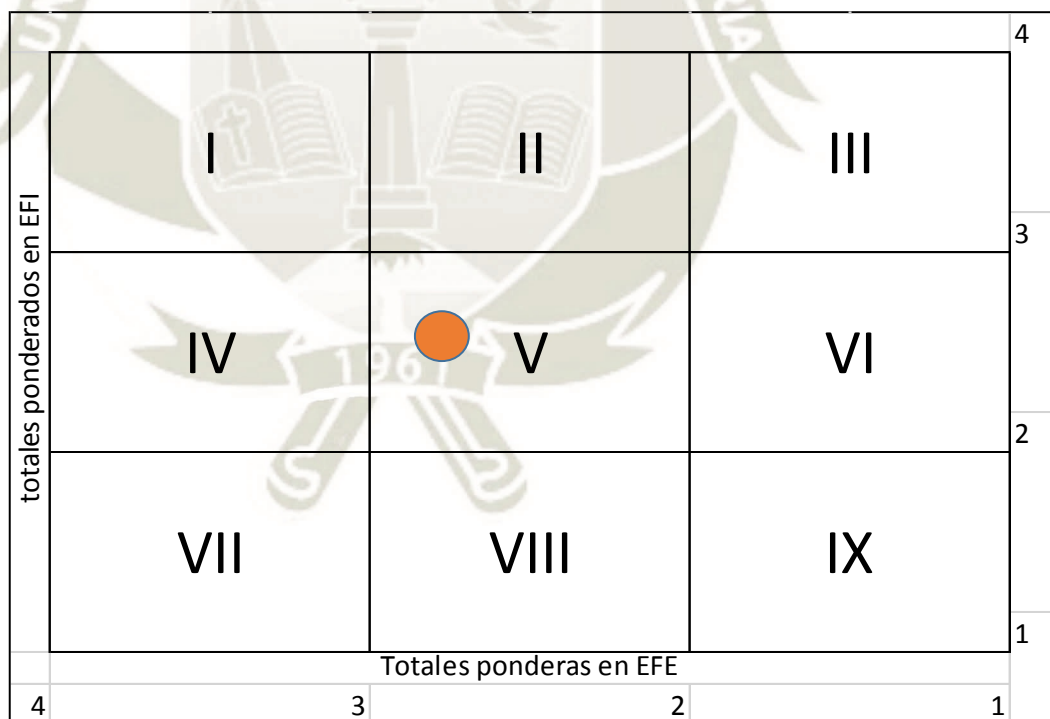 4
I II III
totales ponderados en EFI
3
IV V VI
1961
2
VII VIII IX
1
Totales ponderas en EFE
4 3 2 1